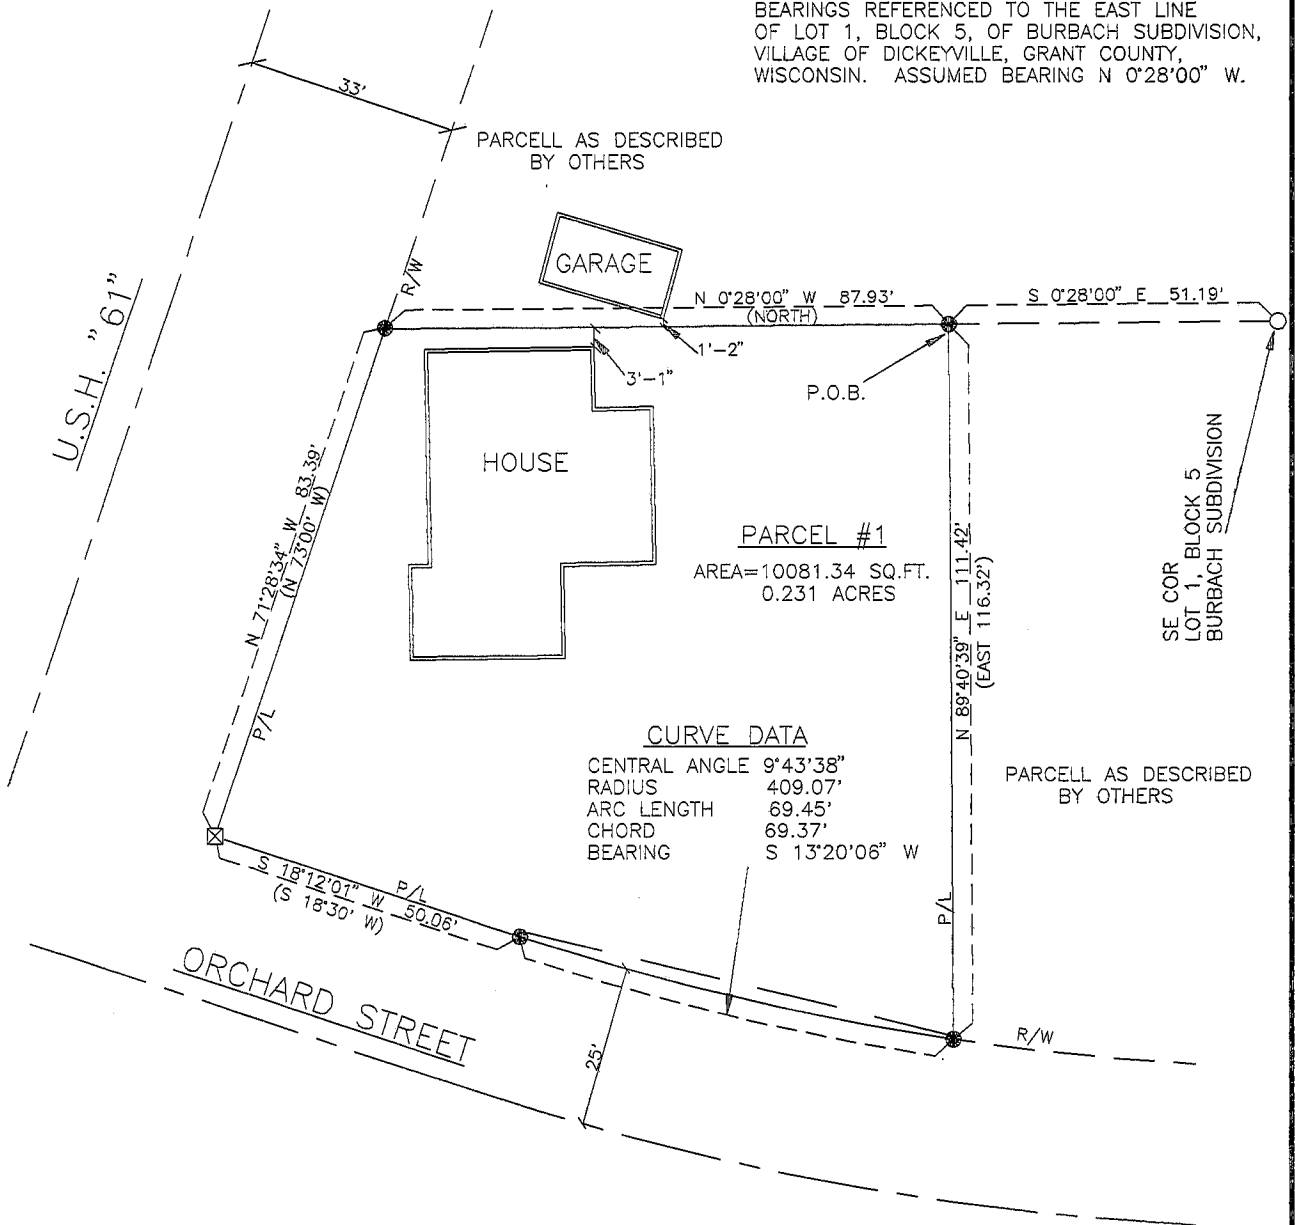 BEARINGS REFERENCED TO THE EAST LINE
OF LOT 1, BLOCK 5, OF BURBACH SUBDIVISION,
VILLAGE OF DICKEYVILLE, GRANT COUNTY,
WISCONSIN. ASSUMED BEARING N 0°28'00" W.
33'
PARCELL AS DESCRIBED
BY OTHERS
U.S.H. "61"
R/W
GARAGE
N 0°28'00" W 87.93'
(NORTH)
S 0°28'00" E 51.19'
1'-2"
3'-1"
P.O.B.
HOUSE
SE COR
LOT 1, BLOCK 5
BURBACH SUBDIVISION
N 71°28'34" W 83.39'
(N 73°00' W)
PARCEL #1
AREA=10081.34 SQ.FT.
0.231 ACRES
N 89°40'39" E 111.42'
(EAST 116.32')
P/L
CURVE DATA
CENTRAL ANGLE 9°43'38"
RADIUS 409.07'
ARC LENGTH 69.45'
CHORD 69.37'
BEARING S 13°20'06" W
PARCELL AS DESCRIBED
BY OTHERS
S 18°12'01" W 50.06'
(S 18°30' W)
P/L
P/L
ORCHARD STREET
25'
R/W